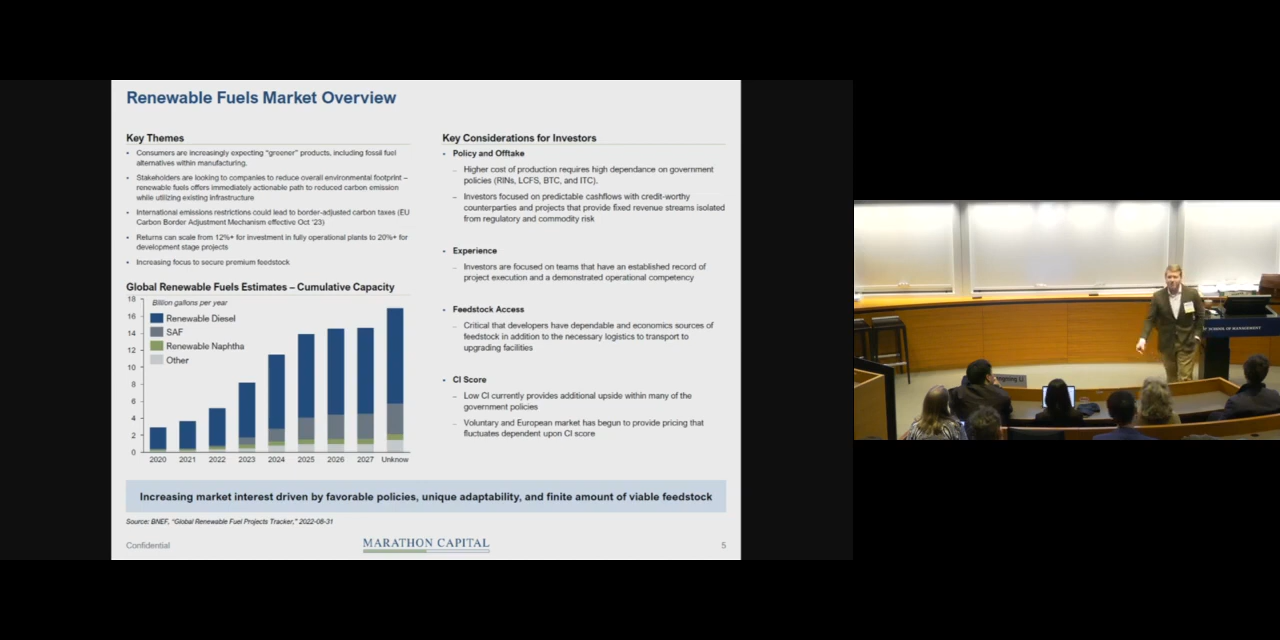 Renewable Fuels Market Overview
Key Themes
• Consumers are increasingly expecting "greener" products, including fossil fuel
alternatives within manufacturing.
• Stakeholders are looking to companies to reduce overall environmental footprint –
renewable fuels offers immediately actionable path to reduced carbon emission
while utilizing existing infrastructure
• International emissions restrictions could lead to border-adjusted carbon taxes (EU
Carbon Border Adjustment Mechanism effective Oct '23)
• Returns can scale from 12%+ for investment in fully operational plants to 20%+ for
development stage projects
• Increasing focus to secure premium feedstock
Global Renewable Fuels Estimates – Cumulative Capacity
Billion gallons per year
18
16
14
12
10
8
6
4
2
0
Renewable Diesel
SAF
Renewable Naphtha
Other
2020 2021 2022 2023 2024 2025 2026 2027 Unknow
Key Considerations for Investors
• Policy and Offtake
– Higher cost of production requires high dependance on government
policies (RINs, LCFS, BTC, and ITC).
– Investors focused on predictable cashflows with credit-worthy
counterparties and projects that provide fixed revenue streams isolated
from regulatory and commodity risk
• Experience
– Investors are focused on teams that have an established record of
project execution and a demonstrated operational competency
• Feedstock Access
– Critical that developers have dependable and economics sources of
feedstock in addition to the necessary logistics to transport to
upgrading facilities
• CI Score
– Low CI currently provides additional upside within many of the
government policies
– Voluntary and European market has begun to provide pricing that
fluctuates dependent upon CI score
Increasing market interest driven by favorable policies, unique adaptability, and finite amount of viable feedstock
Source: BNEF, "Global Renewable Fuel Projects Tracker," 2022-08-31
Confidential
MARATHON CAPITAL
5
SCHOOL OF MANAGEMENT